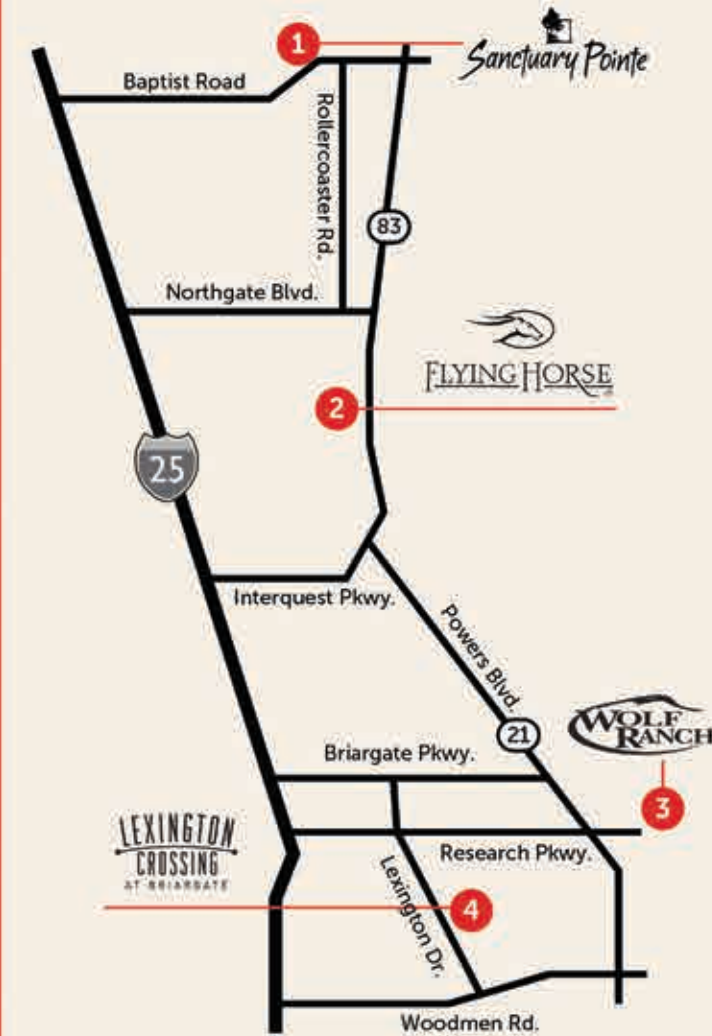 1
Sanctuary Pointe
Baptist Road
Rollercoaster Rd.
83
Northgate Blvd.
FLYING HORSE
2
25
Interquest Pkwy.
Powers Blvd.
21
WOLF
RANCH
Briargate Pkwy.
3
LEXINGTON
CROSSING
AT BRIARGATE
Research Pkwy.
Lexington Dr.
4
Woodmen Rd.